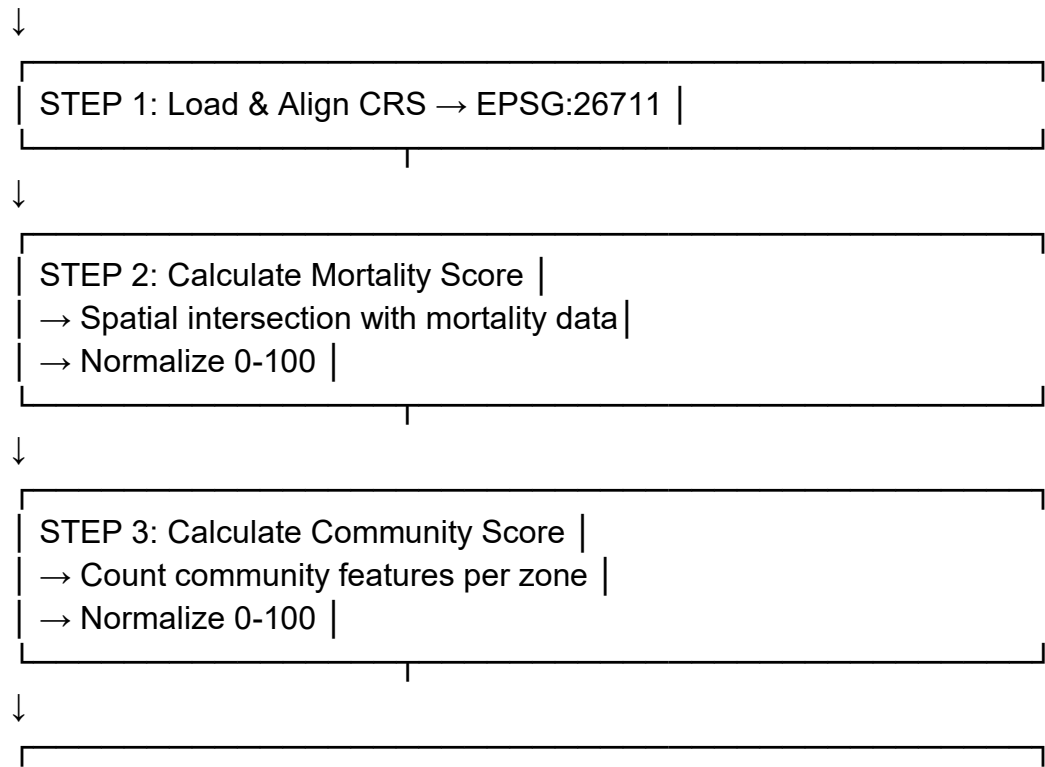 ↓
┌──────────────────────────────┐
│ STEP 1: Load & Align CRS → EPSG:26711 │
└───────────┬──────────────────┘
↓
┌──────────────────────────────┐
│ STEP 2: Calculate Mortality Score │
│ → Spatial intersection with mortality data│
│ → Normalize 0-100 │
└───────────┬──────────────────┘
↓
┌──────────────────────────────┐
│ STEP 3: Calculate Community Score │
│ → Count community features per zone │
│ → Normalize 0-100 │
└───────────┬──────────────────┘
↓
┌──────────────────────────────┐